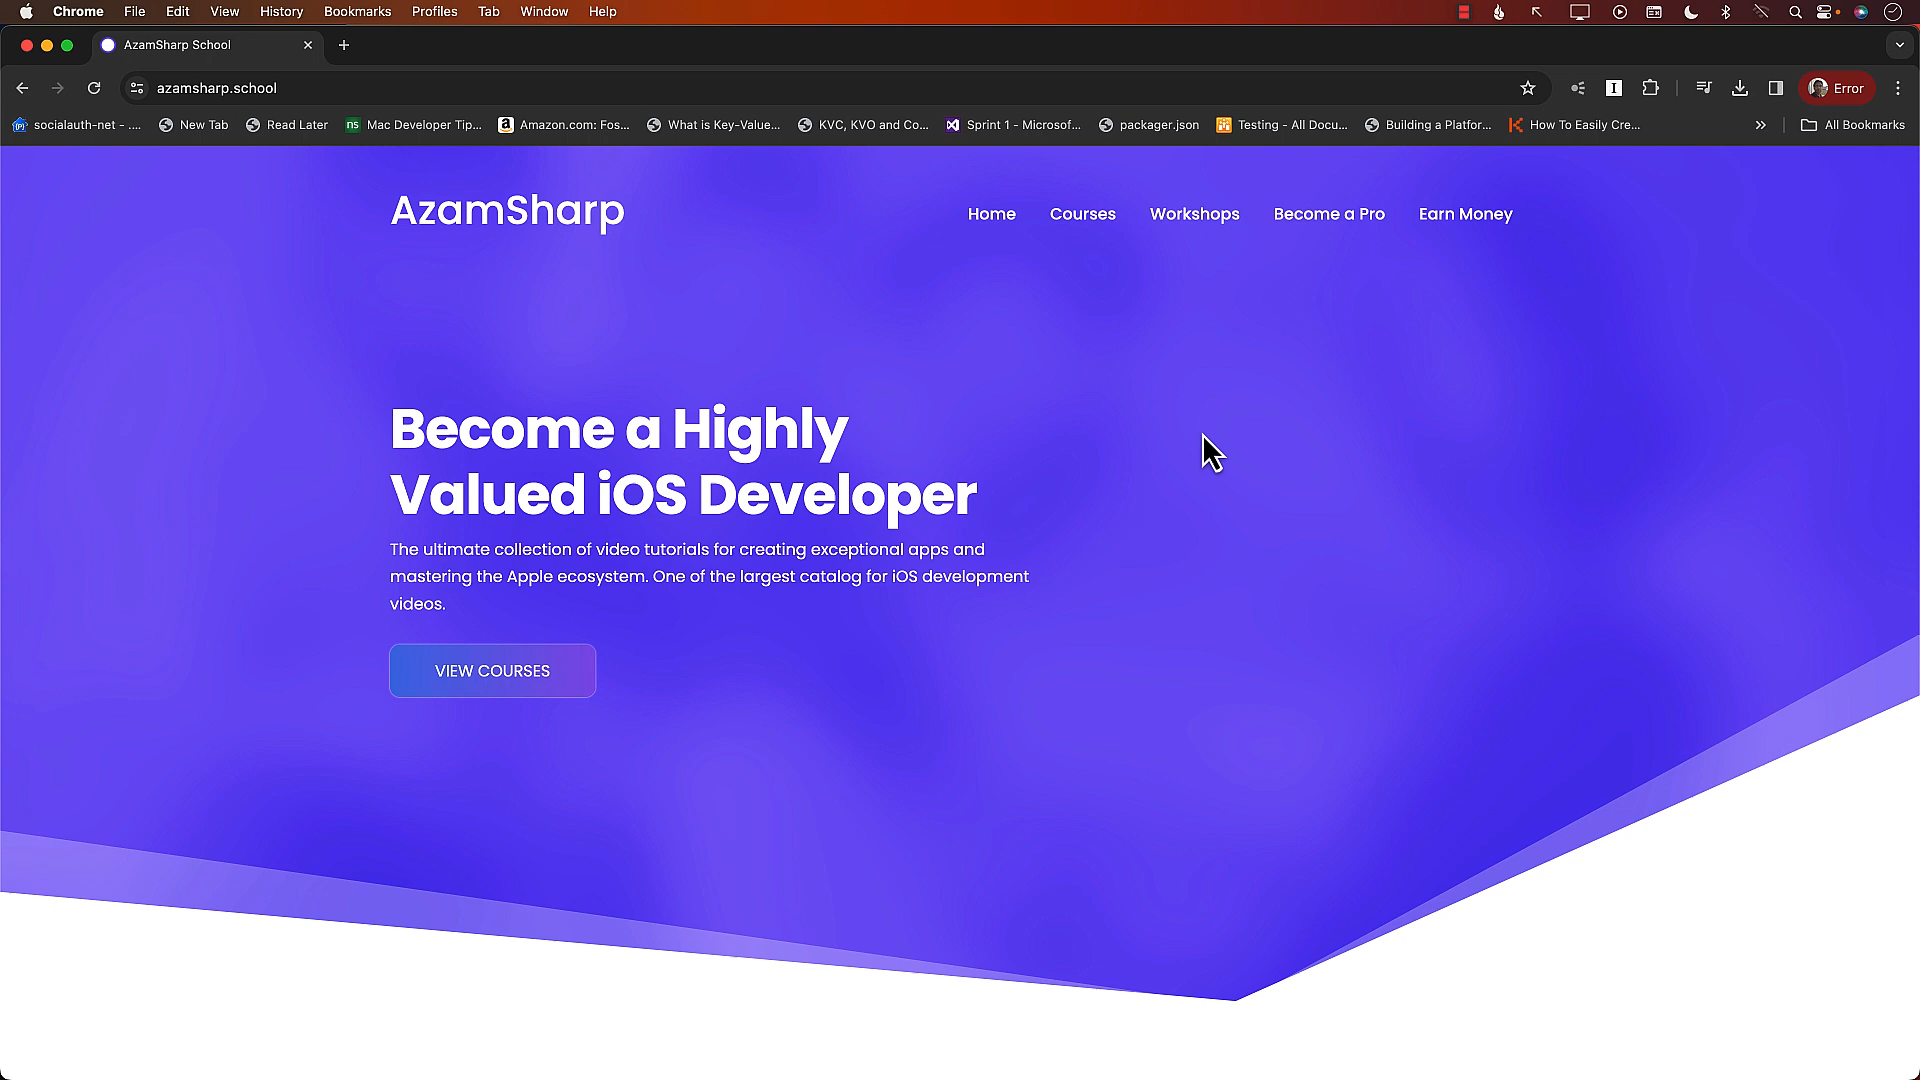 Chrome File Edit View History Bookmarks Profiles Tab Window Help
AzamSharp School
azamsharp.school
I
Error
socialauth-net - .... New Tab Read Later ns Mac Developer Tip... a Amazon.com: Fos... What is Key-Value... KVC, KVO and Co... Sprint 1 - Microsof... packager.json Testing - All Docu... Building a Platfor... How To Easily Cre... » All Bookmarks
AzamSharp
Home Courses Workshops Become a Pro Earn Money
Become a Highly
Valued iOS Developer
The ultimate collection of video tutorials for creating exceptional apps and
mastering the Apple ecosystem. One of the largest catalog for iOS development
videos.
VIEW COURSES